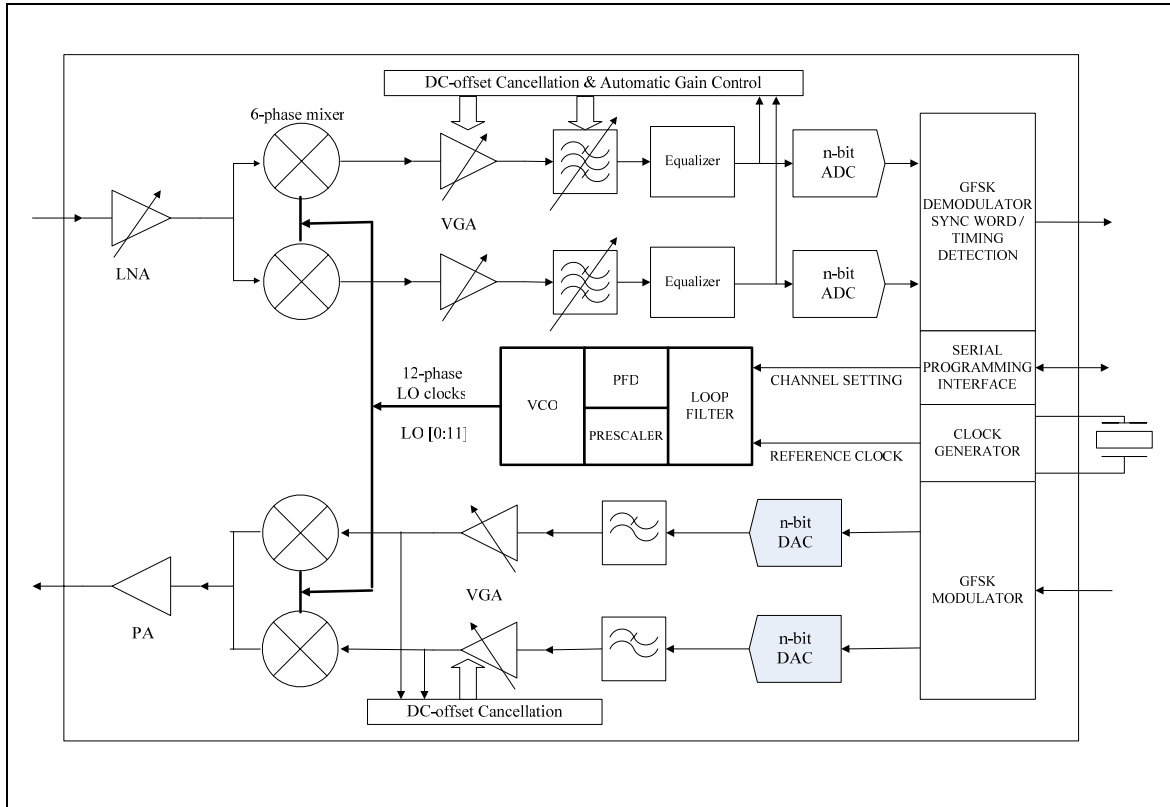 DC-offset Cancellation & Automatic Gain Control
6-phase mixer
LNA
VGA
Equalizer
n-bit
ADC
Equalizer
n-bit
ADC
GFSK
DEMODULATOR
SYNC WORD /
TIMING
DETECTION
12-phase
LO clocks
LO [0:11]
VCO
PFD
PRESCALER
LOOP
FILTER
CHANNEL SETTING
REFERENCE CLOCK
SERIAL
PROGRAMMING
INTERFACE
CLOCK
GENERATOR
PA
VGA
n-bit
DAC
n-bit
DAC
GFSK
MODULATOR
DC-offset Cancellation